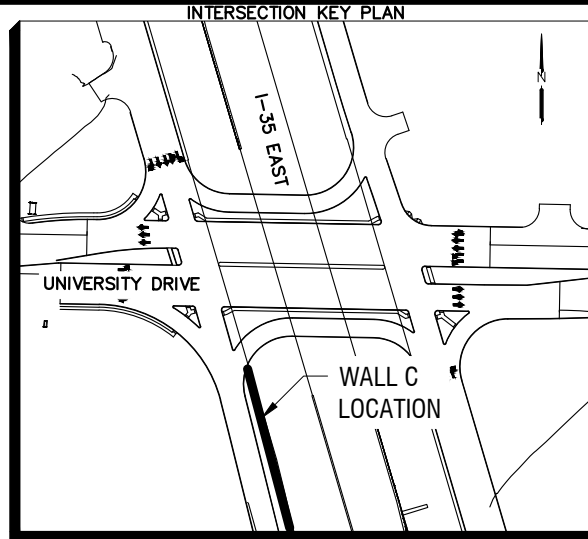 INTERSECTION KEY PLAN
N
I-35 EAST
UNIVERSITY DRIVE
WALL C
LOCATION